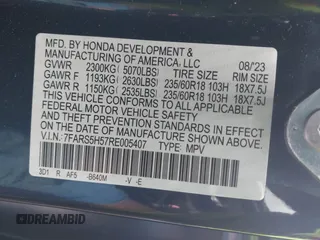 MFD. BY HONDA DEVELOPMENT &
MANUFACTURING OF AMERICA, LLC 08/'23
GVWR 2300KG(5070LBS) TIRE SIZE RIM SIZE
GAWR F 1193KG(2630LBS) 235/60R18 103H 18X7.5J
GAWR R 1150KG(2535LBS) 235/60R18 103H 18X7.5J
THIS VEHICLE CONFORMS TO ALL APPLICABLE
FEDERAL MOTOR VEHICLE SAFETY AND
THEFT PREVENTION STANDARDS IN EFFECT ON
THE DATE OF MANUFACTURE SHOWN ABOVE.
V.I.N.: 7FARS5H57RE005407 TYPE: MPV
3D1 R AF5 -B640M -V -E
DREAMBID